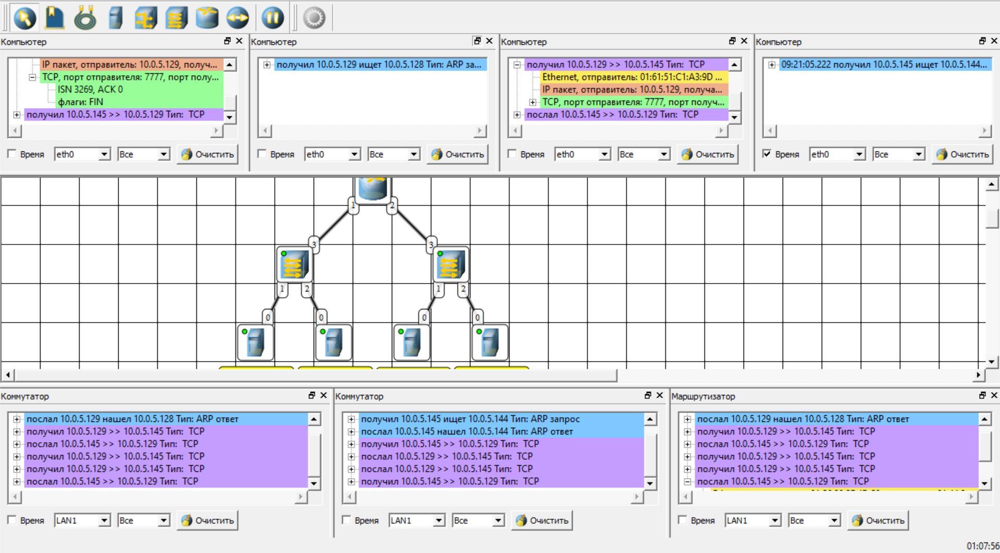 Компьютер
IP пакет, отправитель: 10.0.5.129, получ...
TCP, порт отправителя: 7777, порт полу...
ISN 3269, ACK 0
флаги: FIN
получил 10.0.5.145 >> 10.0.5.129 Тип: TCP
Время eth0 Все Очистить
Компьютер
получил 10.0.5.129 ищет 10.0.5.128 Тип: ARP за...
Время eth0 Все Очистить
Компьютер
получил 10.0.5.129 >> 10.0.5.145 Тип: TCP
Ethernet, отправитель: 01:61:51:C1:A3:9D ...
IP пакет, отправитель: 10.0.5.129, получа...
TCP, порт отправителя: 7777, порт получ...
послал 10.0.5.145 >> 10.0.5.129 Тип: TCP
Время eth0 Все Очистить
Компьютер
09:21:05.222 получил 10.0.5.145 ищет 10.0.5.144...
Время eth0 Все Очистить
1 2
3 3
1 2 1 2
0 0 0 0
Коммутатор
послал 10.0.5.129 нашел 10.0.5.128 Тип: ARP ответ
получил 10.0.5.129 >> 10.0.5.145 Тип: TCP
послал 10.0.5.145 >> 10.0.5.129 Тип: TCP
получил 10.0.5.129 >> 10.0.5.145 Тип: TCP
получил 10.0.5.129 >> 10.0.5.145 Тип: TCP
послал 10.0.5.145 >> 10.0.5.129 Тип: TCP
Время LAN1 Все Очистить
Коммутатор
получил 10.0.5.145 ищет 10.0.5.144 Тип: ARP запрос
послал 10.0.5.145 нашел 10.0.5.144 Тип: ARP ответ
получил 10.0.5.145 >> 10.0.5.129 Тип: TCP
послал 10.0.5.129 >> 10.0.5.145 Тип: TCP
послал 10.0.5.129 >> 10.0.5.145 Тип: TCP
получил 10.0.5.145 >> 10.0.5.129 Тип: TCP
Время LAN1 Все Очистить
Маршрутизатор
послал 10.0.5.129 нашел 10.0.5.128 Тип: ARP ответ
получил 10.0.5.129 >> 10.0.5.145 Тип: TCP
послал 10.0.5.145 >> 10.0.5.129 Тип: TCP
получил 10.0.5.129 >> 10.0.5.145 Тип: TCP
получил 10.0.5.129 >> 10.0.5.145 Тип: TCP
послал 10.0.5.145 >> 10.0.5.129 Тип: TCP
Время LAN1 Все Очистить
01:07:56